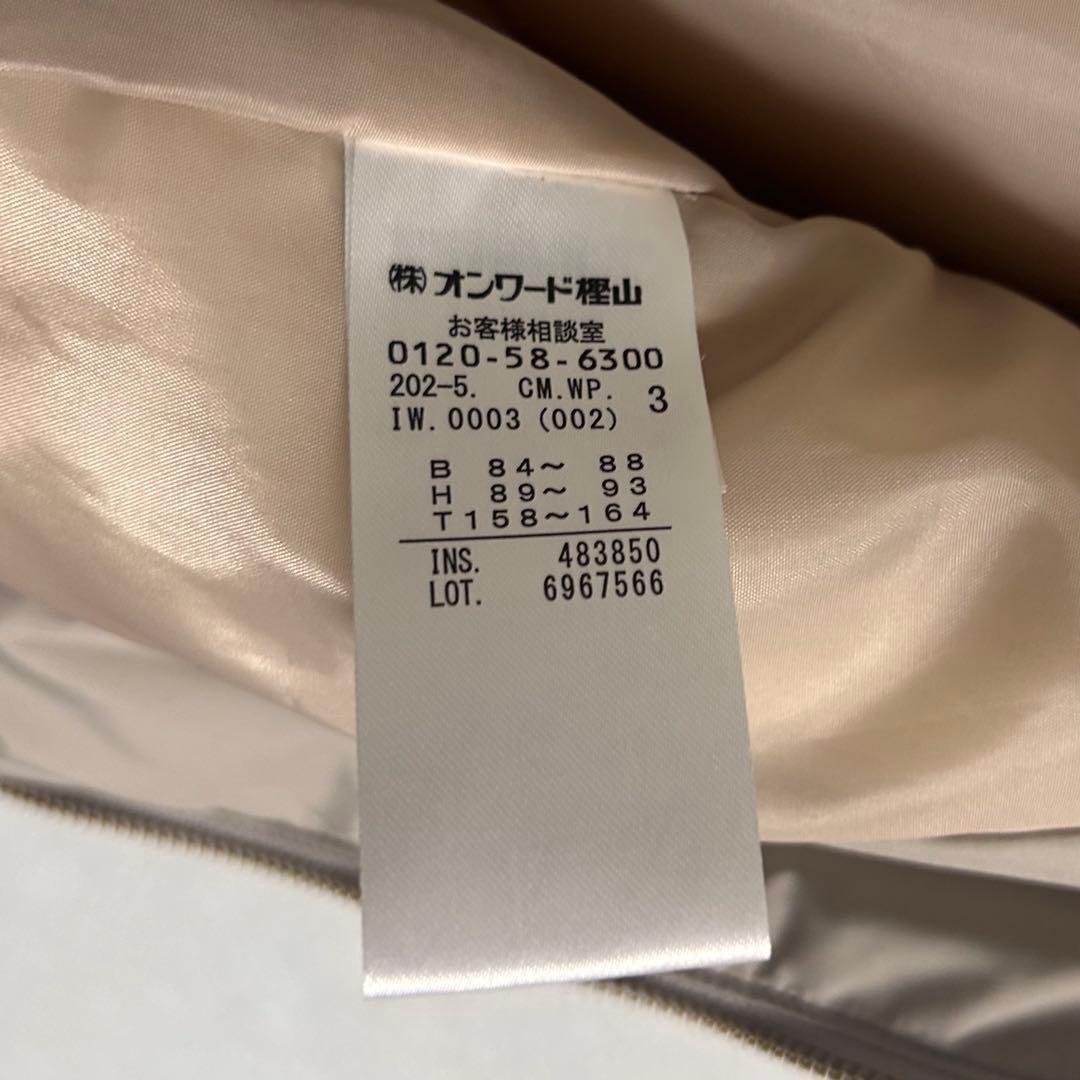 ㈱オンワード樫山
お客様相談室
0120-58-6300
202-5. CM.WP. 3
IW.0003 (002)
B 84～ 88
H 89～ 93
T158～164
INS. 483850
LOT. 6967566